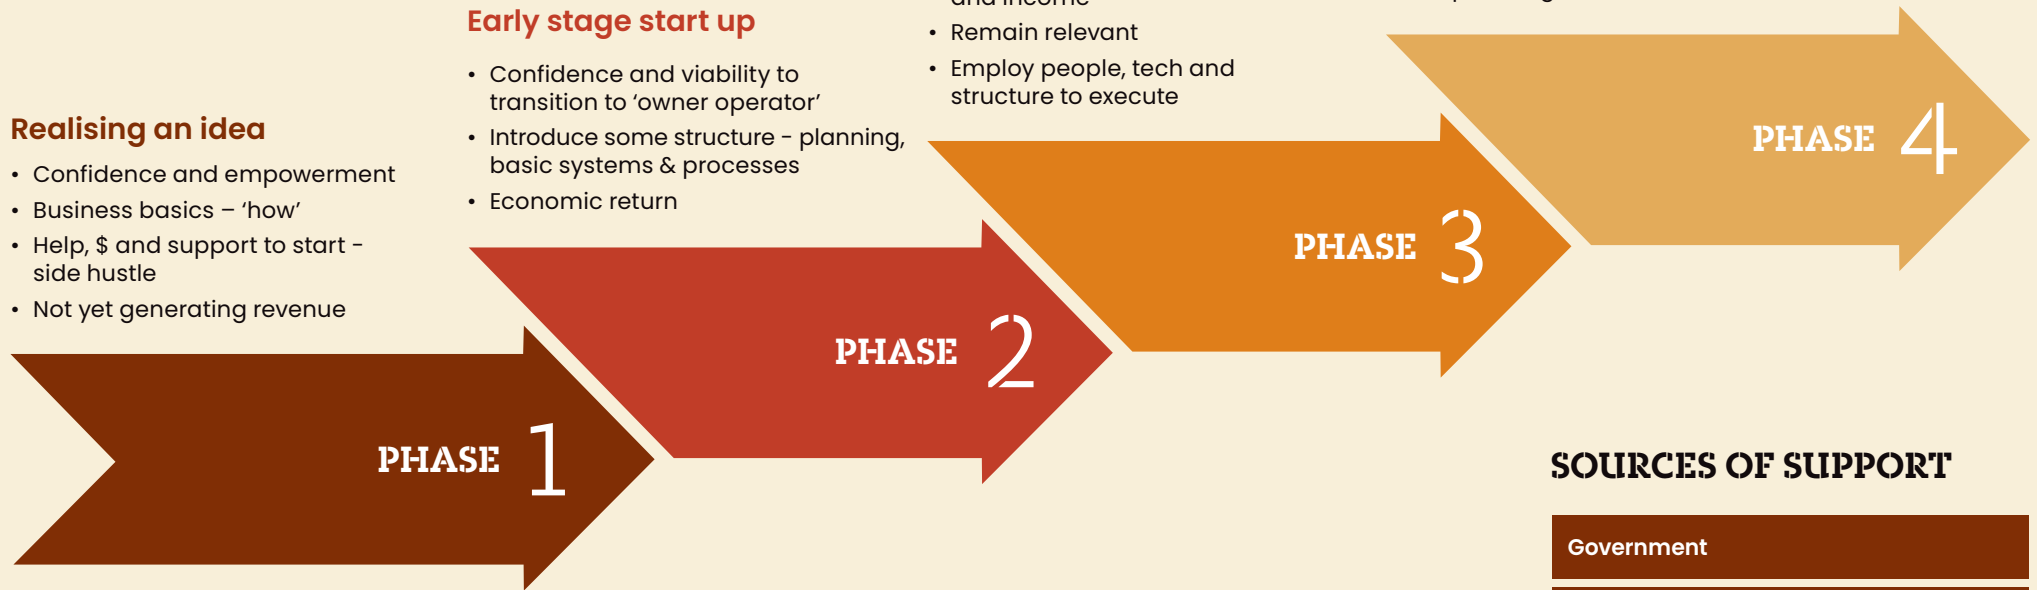 Realising an idea
• Confidence and empowerment
• Business basics – ‘how’
• Help, $ and support to start -
side hustle
• Not yet generating revenue
PHASE 1
Early stage start up
• Confidence and viability to
transition to ‘owner operator’
• Introduce some structure - planning,
basic systems & processes
• Economic return
PHASE 2
and income
• Remain relevant
• Employ people, tech and
structure to execute
PHASE 3
PHASE 4
SOURCES OF SUPPORT
Government